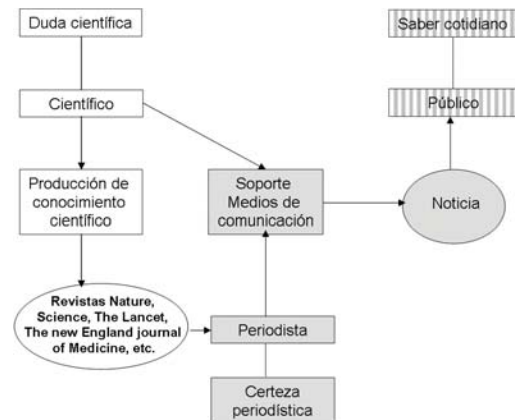 Duda científica
Científico
Producción de
conocimiento
científico
Revistas Nature,
Science, The Lancet,
The new England journal
of Medicine, etc.
Soporte
Medios de
comunicación
Periodista
Certeza
periodística
Noticia
Público
Saber cotidiano